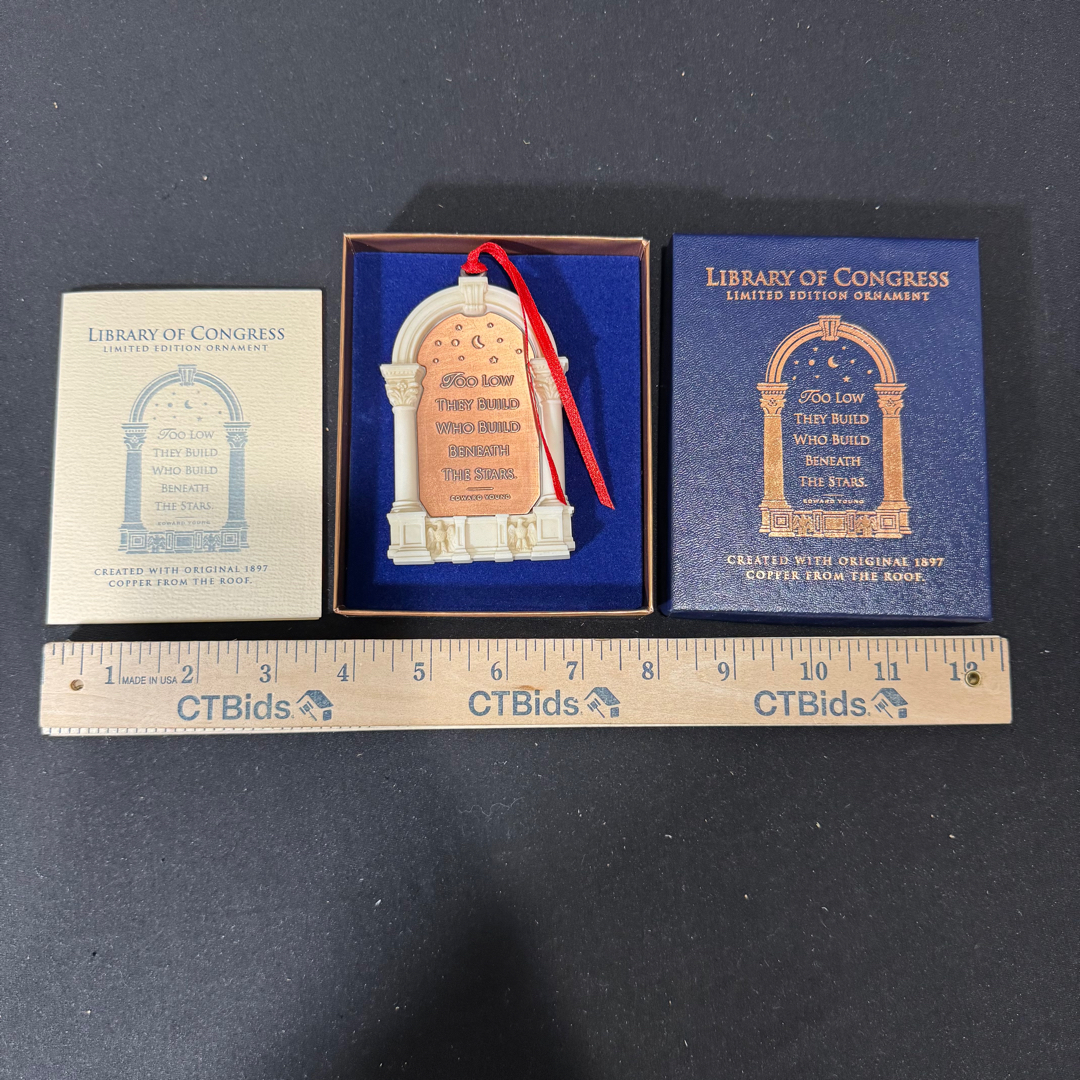 LIBRARY OF CONGRESS
LIMITED EDITION ORNAMENT
TOO LOW
THEY BUILD
WHO BUILD
BENEATH
THE STARS.
EDWARD YOUNG
CREATED WITH ORIGINAL 1897
COPPER FROM THE ROOF.
TOO LOW
THEY BUILD
WHO BUILD
BENEATH
THE STARS.
EDWARD YOUNG
LIBRARY OF CONGRESS
LIMITED EDITION ORNAMENT
TOO LOW
THEY BUILD
WHO BUILD
BENEATH
THE STARS.
EDWARD YOUNG
CREATED WITH ORIGINAL 1897
COPPER FROM THE ROOF.
1 MADE IN USA 2 3 4 5 6 7 8 9 10 11 12
CTBids CTBids CTBids